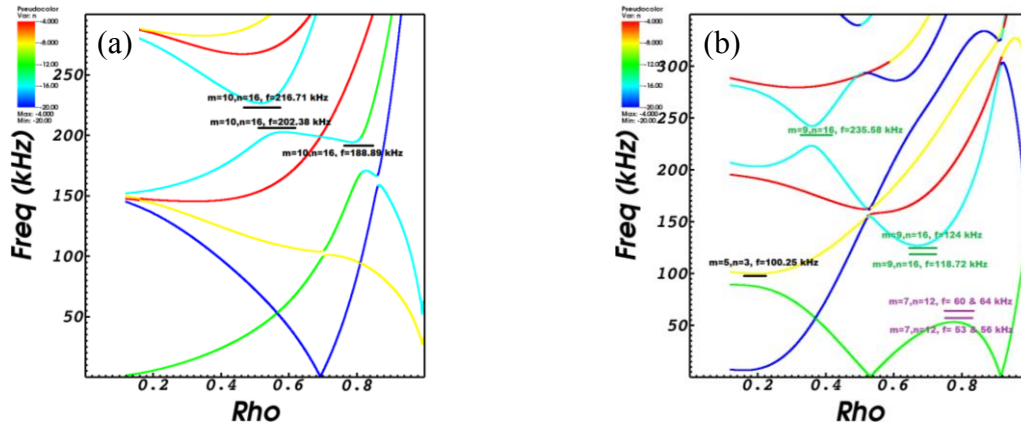 Pseudocolor
Var: n
-4.000
-8.000
-12.00
-16.00
-20.00
Max: -4.000
Min: -20.00
(a)
250
200
150
100
50
Freq (kHz)
m=10,n=16, f=216.71 kHz
m=10,n=16, f=202.38 kHz
m=10,n=16, f=188.89 kHz
0.2 0.4 0.6 0.8
Rho
Pseudocolor
Var: n
-4.000
-8.000
-12.00
-16.00
-20.00
Max: -4.000
Min: -20.00
(b)
300
250
200
150
100
50
Freq (kHz)
m=9,n=16, f=235.58 kHz
m=9,n=16, f=124 kHz
m=5,n=3, f=100.25 kHz
m=9,n=16, f=118.72 kHz
m=7,n=12, f= 60 & 64 kHz
m=7,n=12, f= 53 & 56 kHz
0.2 0.4 0.6 0.8
Rho